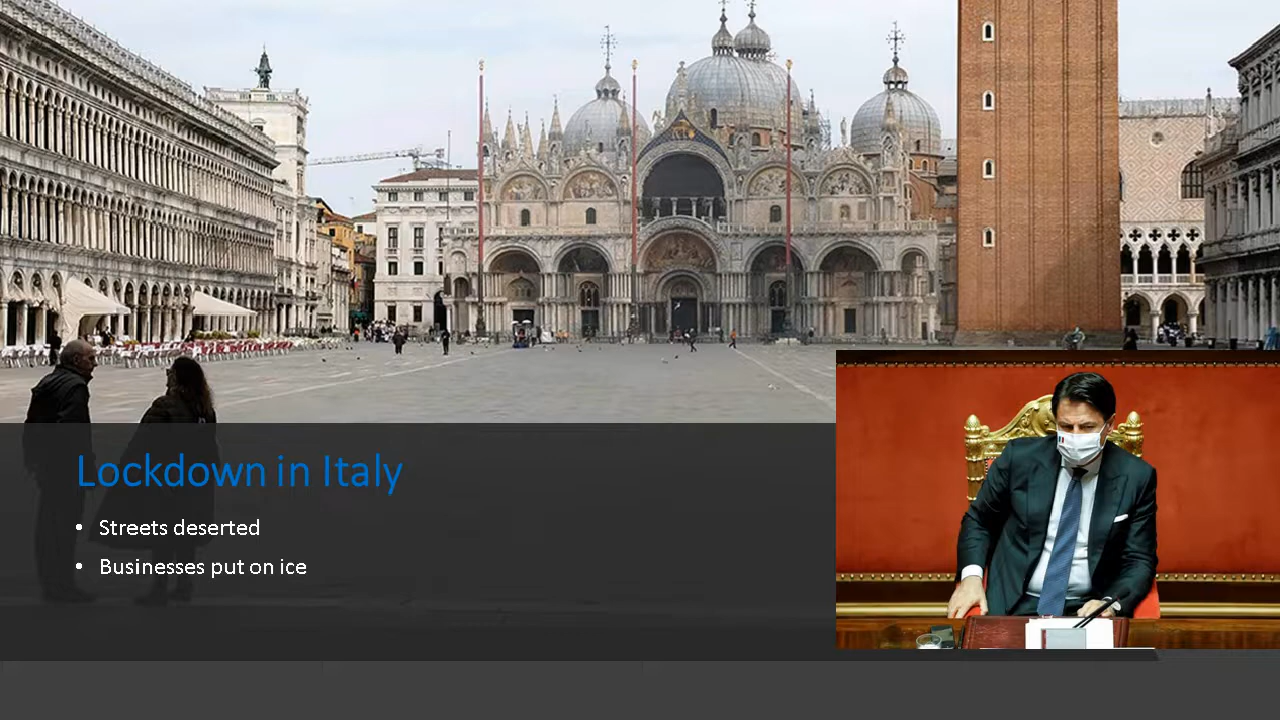 Lockdown in Italy
• Streets deserted
• Businesses put on ice